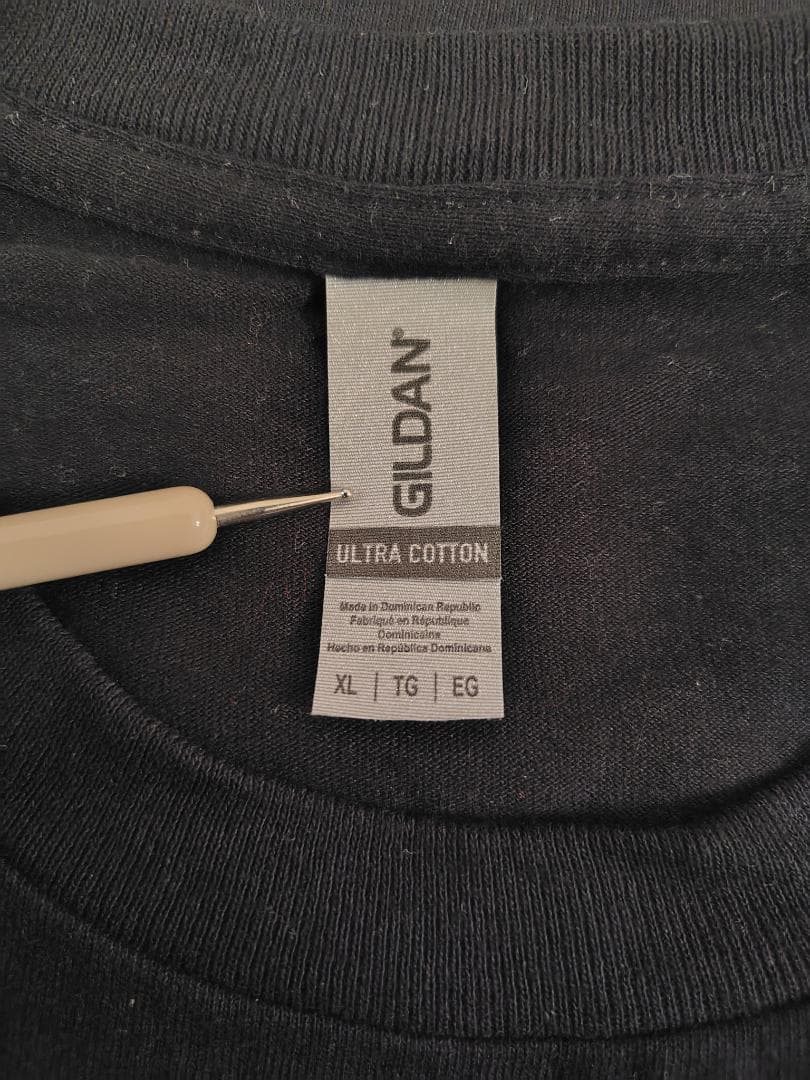 GILDAN®
ULTRA COTTON
Made in Dominican Republic
Fabriqué en République
Dominicaine
Hecho en República Dominicana
XL | TG | EG